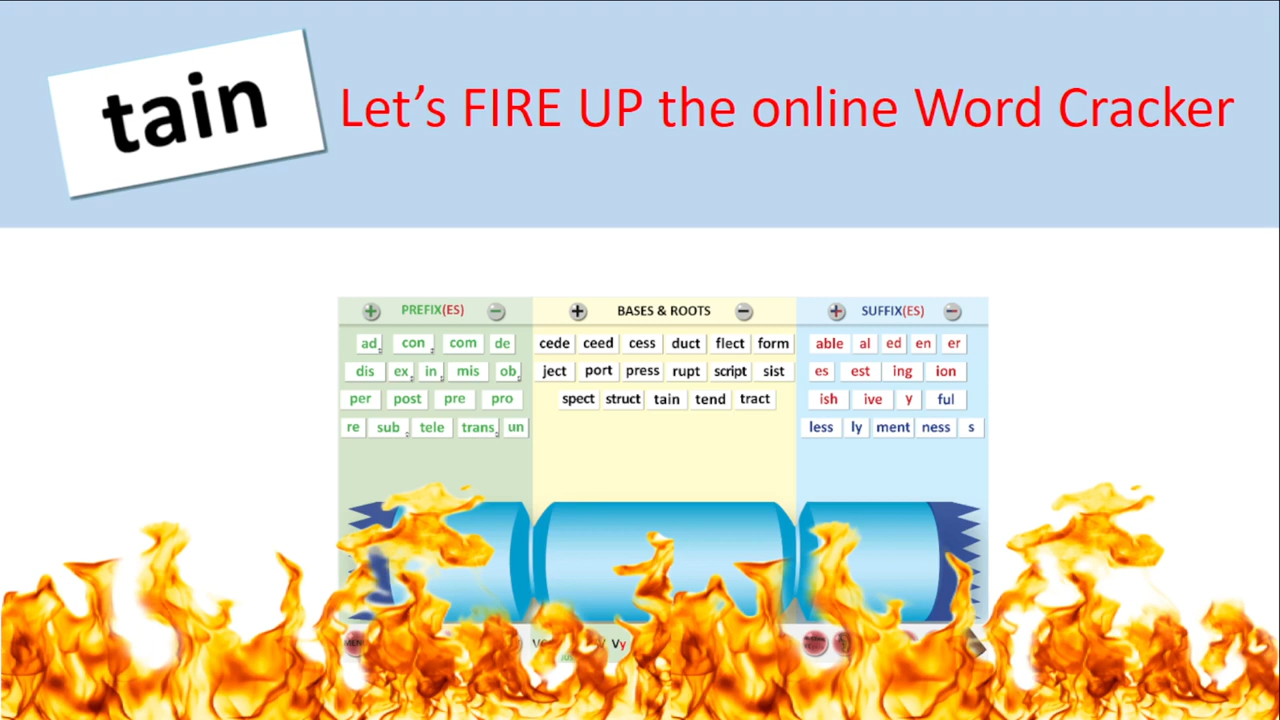 tain
Let’s FIRE UP the online Word Cracker
PREFIX(ES) BASES & ROOTS SUFFIX(ES)
ad con com de cede ceed cess duct flect form able al ed en er
dis ex in mis ob ject port press rupt script sist es est ing ion
per post pre pro spect struct tain tend tract ish ive y ful
re sub tele trans un less ly ment ness s
Vy